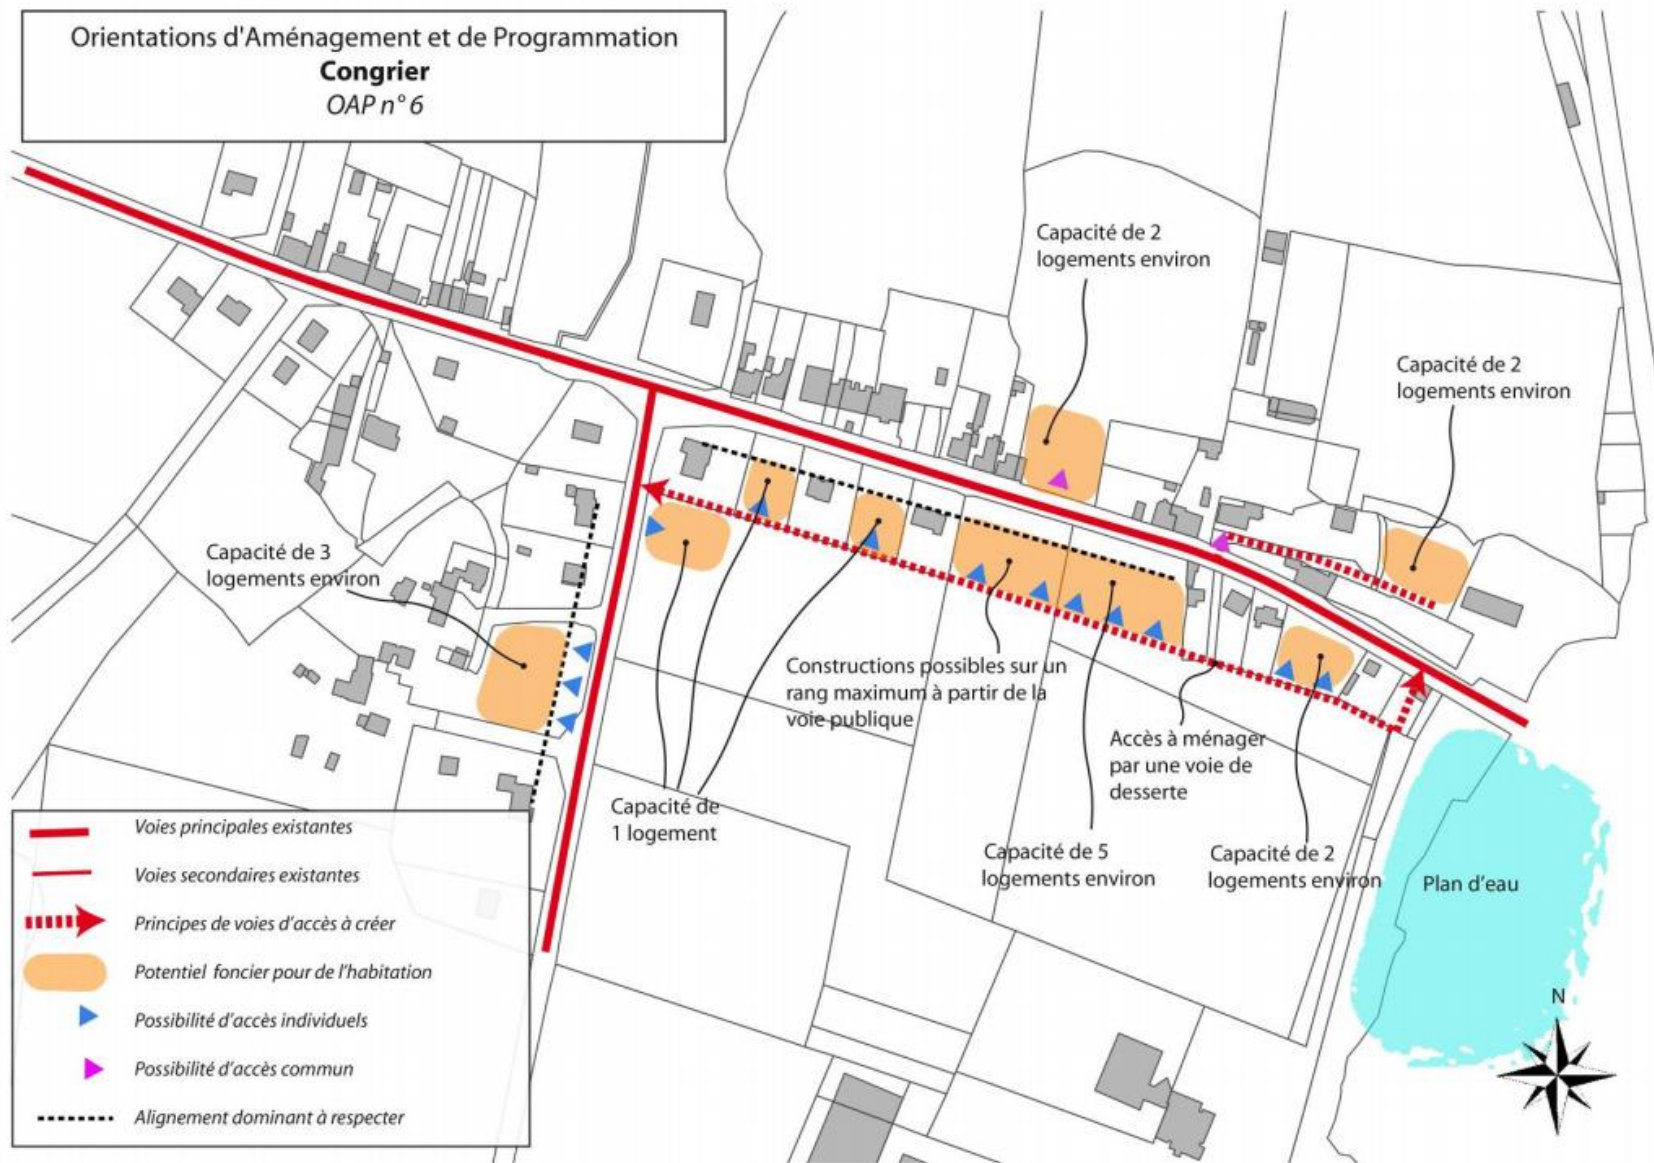 Orientations d'Aménagement et de Programmation
Congrier
OAP n°6
Capacité de 2
logements environ
Capacité de 2
logements environ
Capacité de 3
logements environ
Constructions possibles sur un
rang maximum à partir de la
voie publique
Accès à ménager
par une voie de
desserte
Capacité de
1 logement
Capacité de 5
logements environ
Capacité de 2
logements environ
Plan d'eau
N
Voies principales existantes
Voies secondaires existantes
Principes de voies d'accès à créer
Potentiel foncier pour de l'habitation
Possibilité d'accès individuels
Possibilité d'accès commun
Alignement dominant à respecter